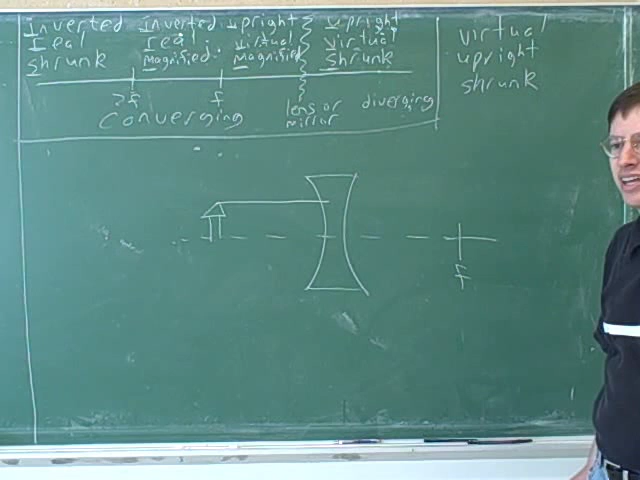 Inverted Inverted upright upright
real real virtual virtual
shrunk magnified. magnified shrunk
2f f
converging lens or diverging
mirror
virtual
upright
shrunk
f